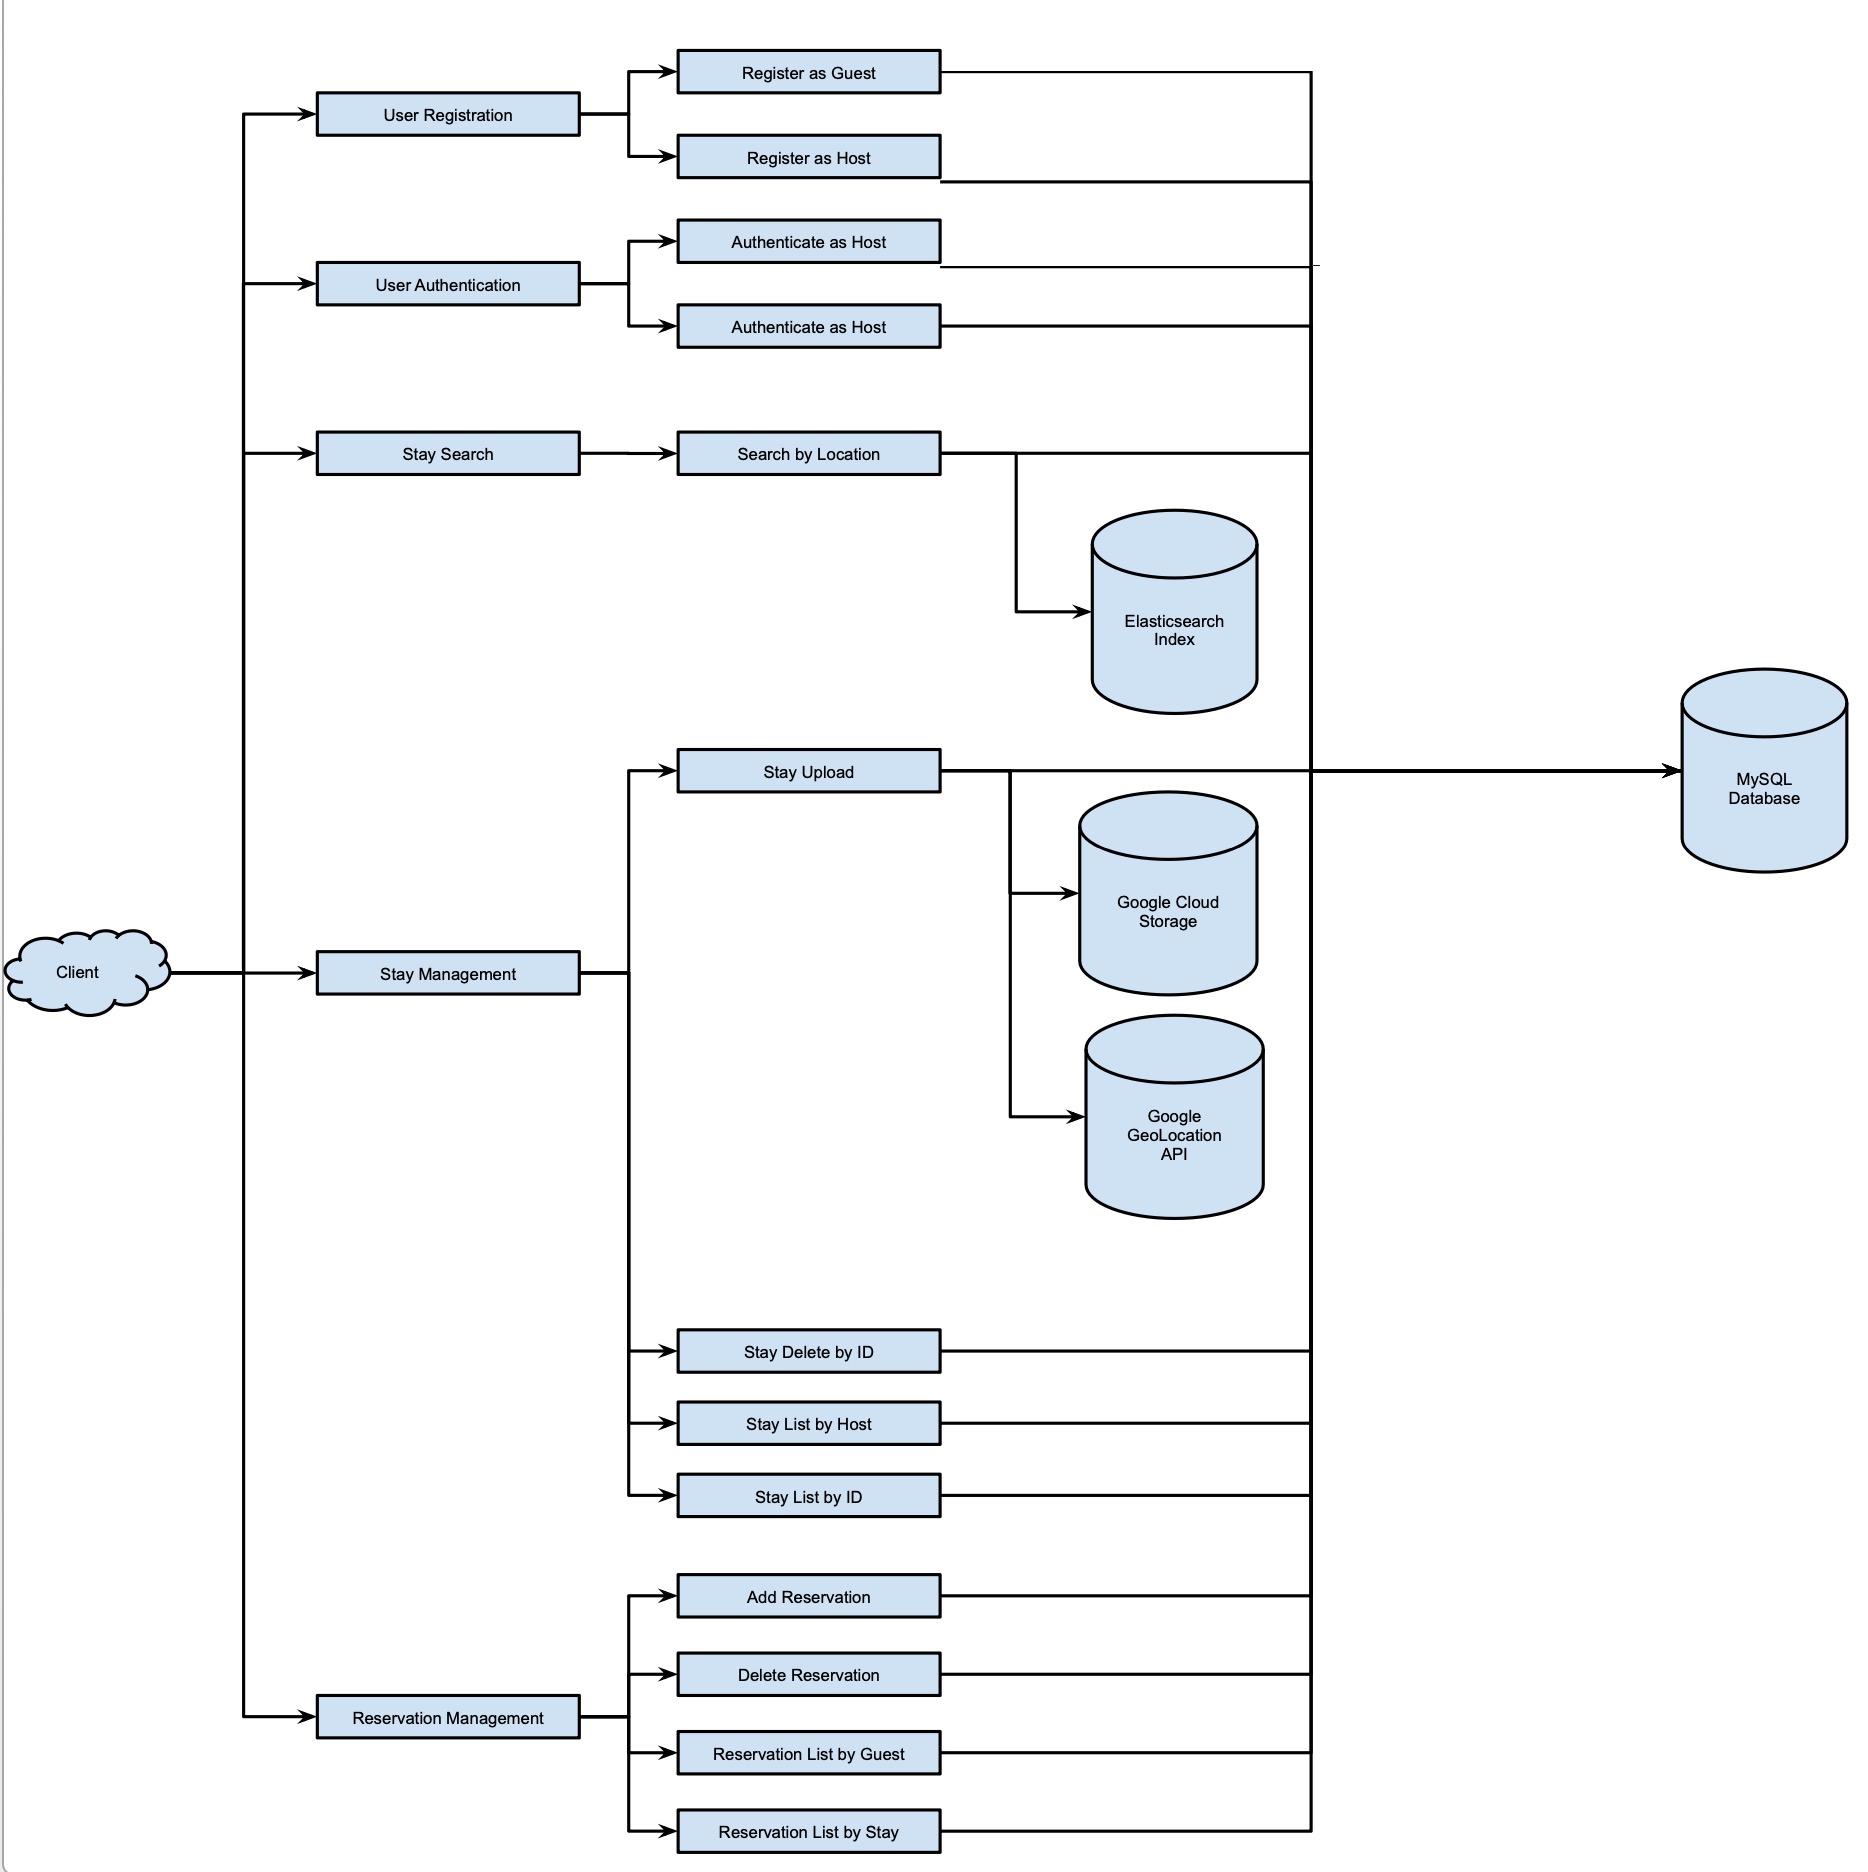 Register as Guest
User Registration
Register as Host
Authenticate as Host
User Authentication
Authenticate as Host
Stay Search
Search by Location
Elasticsearch
Index
Stay Upload
MySQL
Database
Google Cloud
Storage
Client
Stay Management
Google
GeoLocation
API
Stay Delete by ID
Stay List by Host
Stay List by ID
Add Reservation
Delete Reservation
Reservation Management
Reservation List by Guest
Reservation List by Stay